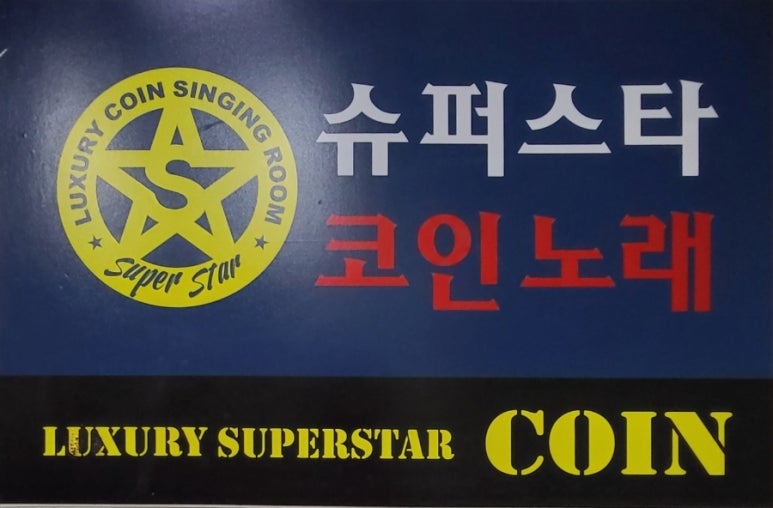 LUXURY COIN SINGING ROOM
S
★ Super Star ★
슈퍼스타
코인노래
LUXURY SUPERSTAR COIN